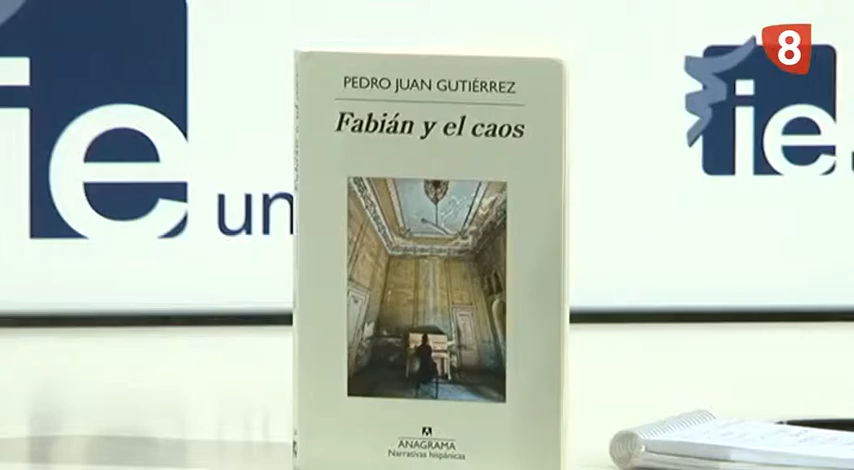 8
ie
ie
un
PEDRO JUAN GUTIÉRREZ
Fabián y el caos
ANAGRAMA
Narrativas hispánicas